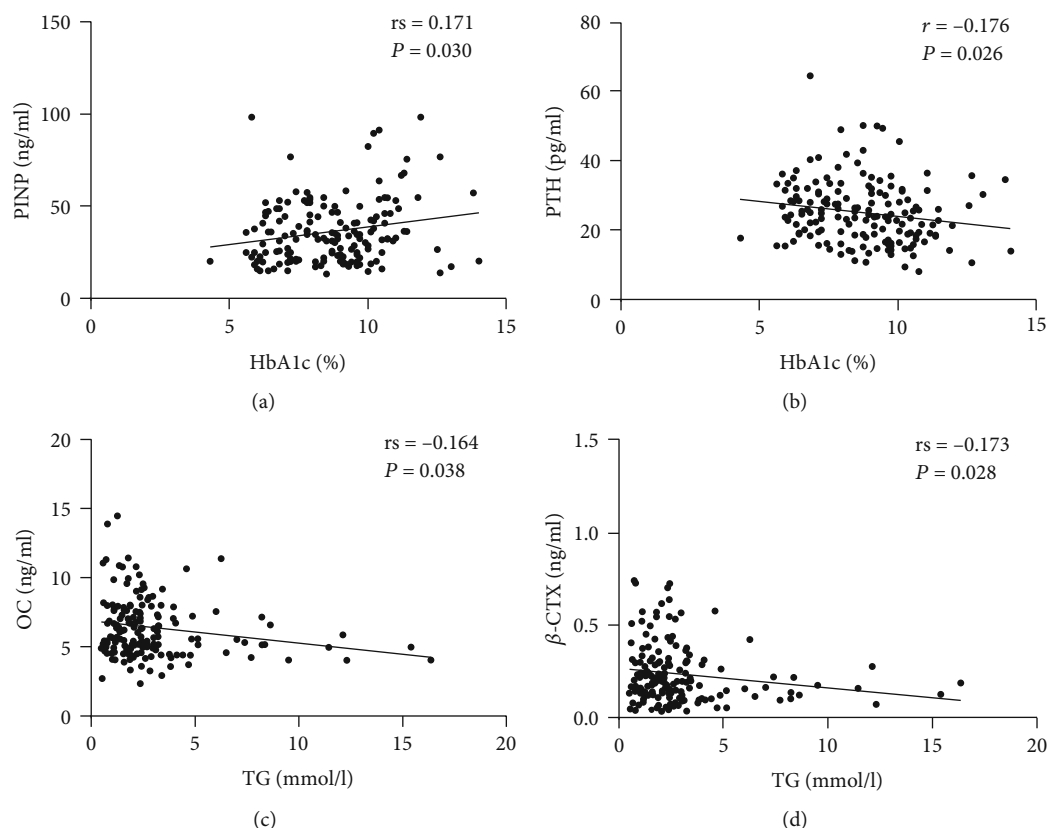 150
100
50
0
PINP (ng/ml)
rs = 0.171
P = 0.030
0
5
10
15
HbA1c (%)
(a)
80
60
40
20
0
PTH (pg/ml)
r = –0.176
P = 0.026
0
5
10
15
HbA1c (%)
(b)
20
15
10
5
0
OC (ng/ml)
rs = –0.164
P = 0.038
0
5
10
15
20
TG (mmol/l)
(c)
1.5
1.0
0.5
0.0
β-CTX (ng/ml)
rs = –0.173
P = 0.028
0
5
10
15
20
TG (mmol/l)
(d)